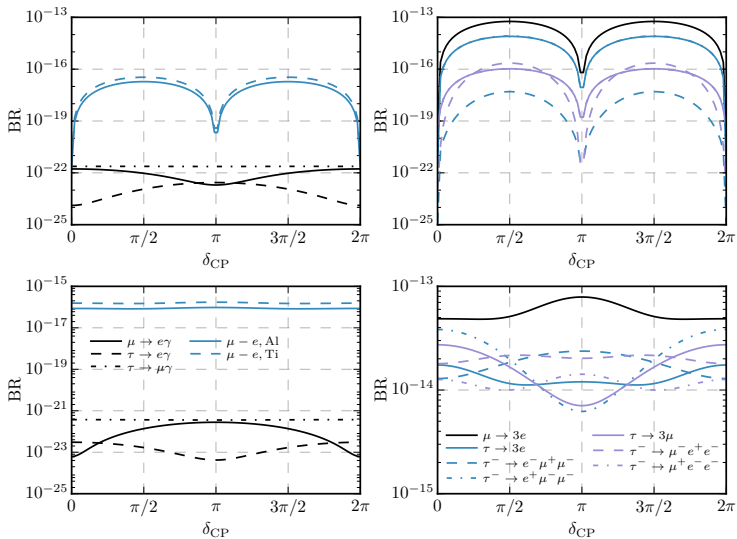 10⁻¹³
10⁻¹⁶
10⁻¹⁹
10⁻²²
10⁻²⁵
BR
0
π/2
π
3π/2
2π
δCP
10⁻¹³
10⁻¹⁶
10⁻¹⁹
10⁻²²
10⁻²⁵
BR
0
π/2
π
3π/2
2π
δCP
10⁻¹⁵
10⁻¹⁷
10⁻¹⁹
10⁻²¹
10⁻²³
10⁻²⁵
BR
μ → eγ
τ → eγ
τ → μγ
μ − e, Al
μ − e, Ti
0
π/2
π
3π/2
2π
δCP
10⁻¹³
10⁻¹⁴
10⁻¹⁵
BR
μ → 3e
τ → 3e
τ⁻ → e⁻μ⁺μ⁻
τ⁻ → e⁺μ⁻μ⁻
τ → 3μ
τ⁻ → μ⁻e⁺e⁻
τ⁻ → μ⁺e⁻e⁻
0
π/2
π
3π/2
2π
δCP